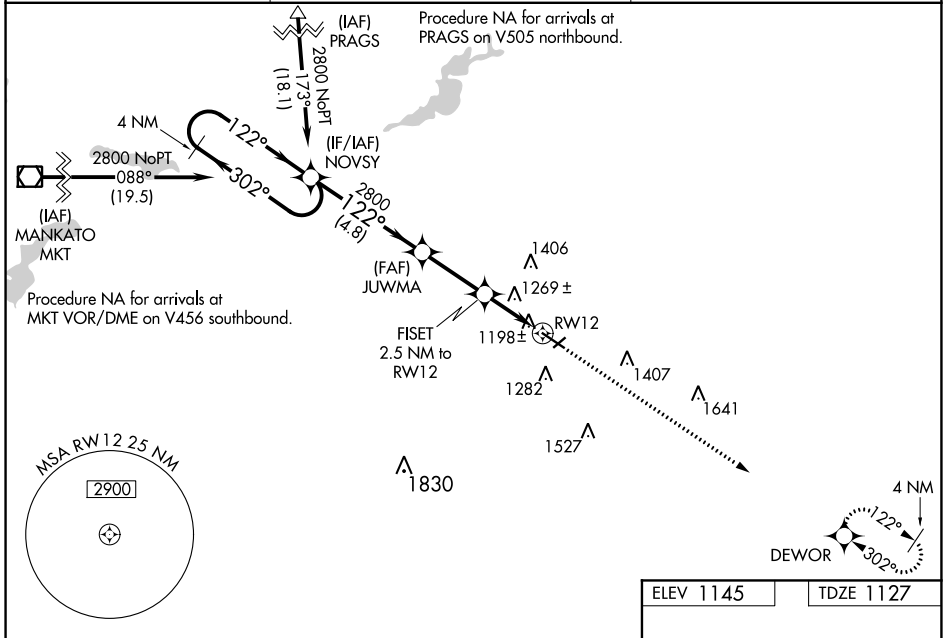 (IAF)
PRAGS
Procedure NA for arrivals at
PRAGS on V505 northbound.
2800 NoPT
173°
(18.1)
4 NM
122°
302°
(IF/IAF)
NOVSY
2800 NoPT
088°
(19.5)
(IAF)
MANKATO
MKT
2800
122°
(4.8)
(FAF)
JUWMA
1406
1269 ±
1198 ±
RW12
FISET
2.5 NM to
RW12
Procedure NA for arrivals at
MKT VOR/DME on V456 southbound.
1282
1407
1641
1527
1830
MSA RW12 25 NM
2900
4 NM
122°
302°
DEWOR
ELEV 1145
TDZE 1127